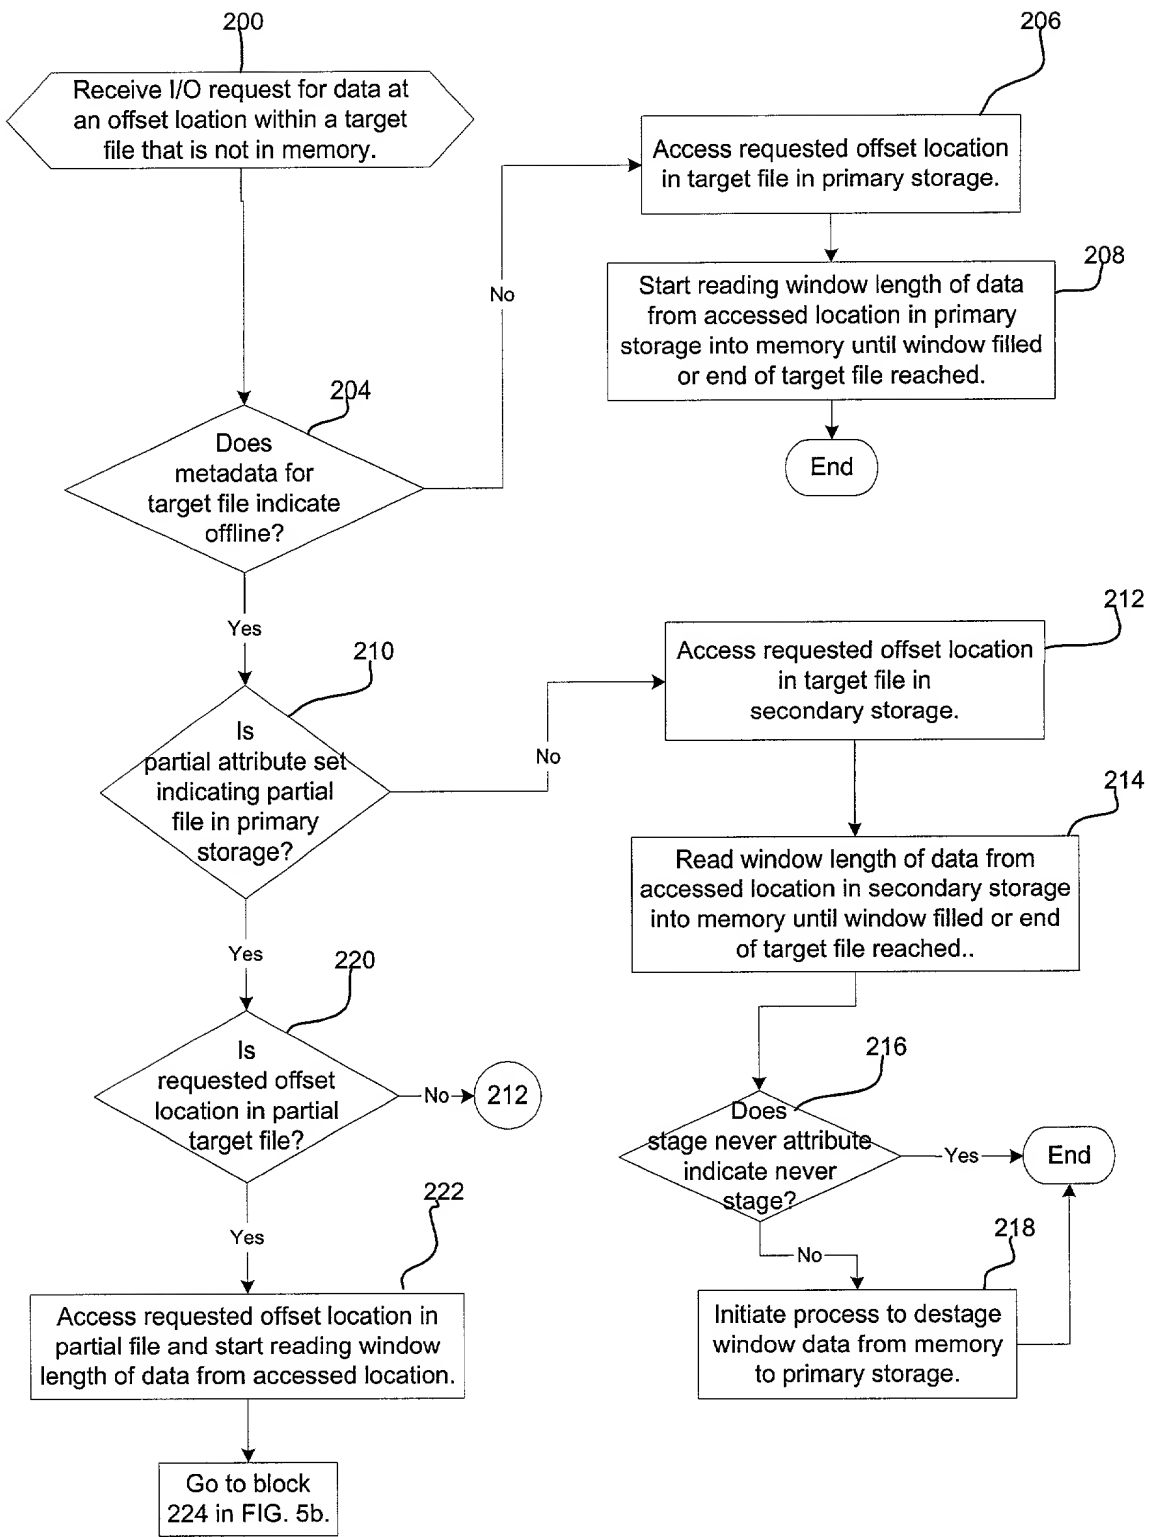 200
Receive I/O request for data at
an offset loation within a target
file that is not in memory.
206
Access requested offset location
in target file in primary storage.
208
Start reading window length of data
from accessed location in primary
storage into memory until window filled
or end of target file reached.
End
No
204
Does
metadata for
target file indicate
offline?
Yes
210
Is
partial attribute set
indicating partial
file in primary
storage?
No
212
Access requested offset location
in target file in
secondary storage.
214
Read window length of data from
accessed location in secondary storage
into memory until window filled or end
of target file reached..
Yes
220
Is
requested offset
location in partial
target file?
No
212
216
Does
stage never attribute
indicate never
stage?
Yes
End
No
218
Initiate process to destage
window data from memory
to primary storage.
Yes
222
Access requested offset location in
partial file and start reading window
length of data from accessed location.
Go to block
224 in FIG. 5b.